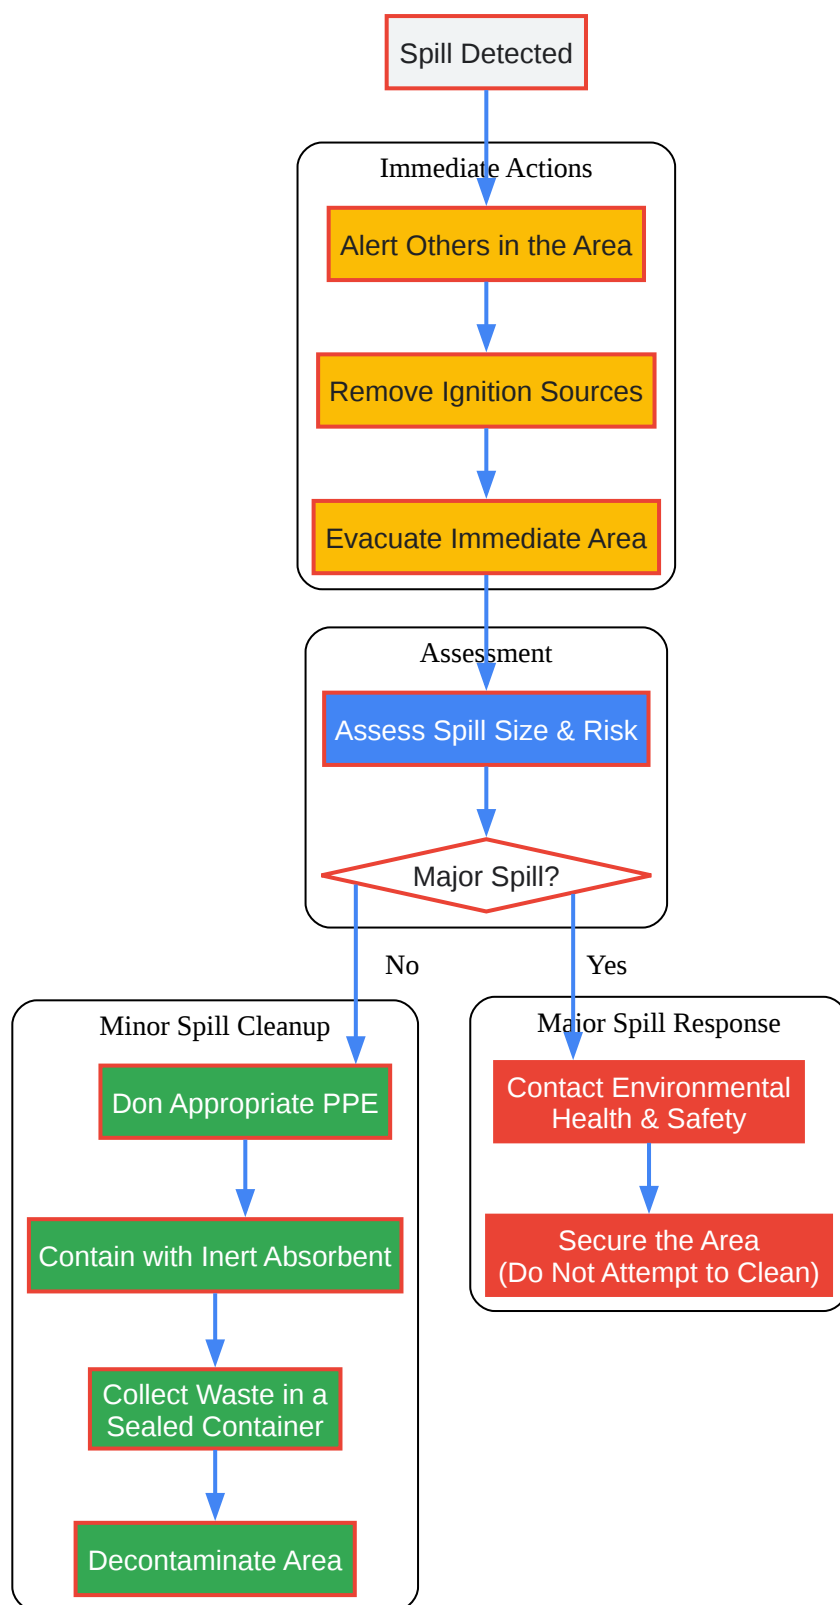 Spill Detected
Immediate Actions
Alert Others in the Area
Remove Ignition Sources
Evacuate Immediate Area
Assessment
Assess Spill Size & Risk
Major Spill?
No
Yes
Minor Spill Cleanup
Don Appropriate PPE
Contain with Inert Absorbent
Collect Waste in a
Sealed Container
Decontaminate Area
Major Spill Response
Contact Environmental
Health & Safety
Secure the Area
(Do Not Attempt to Clean)